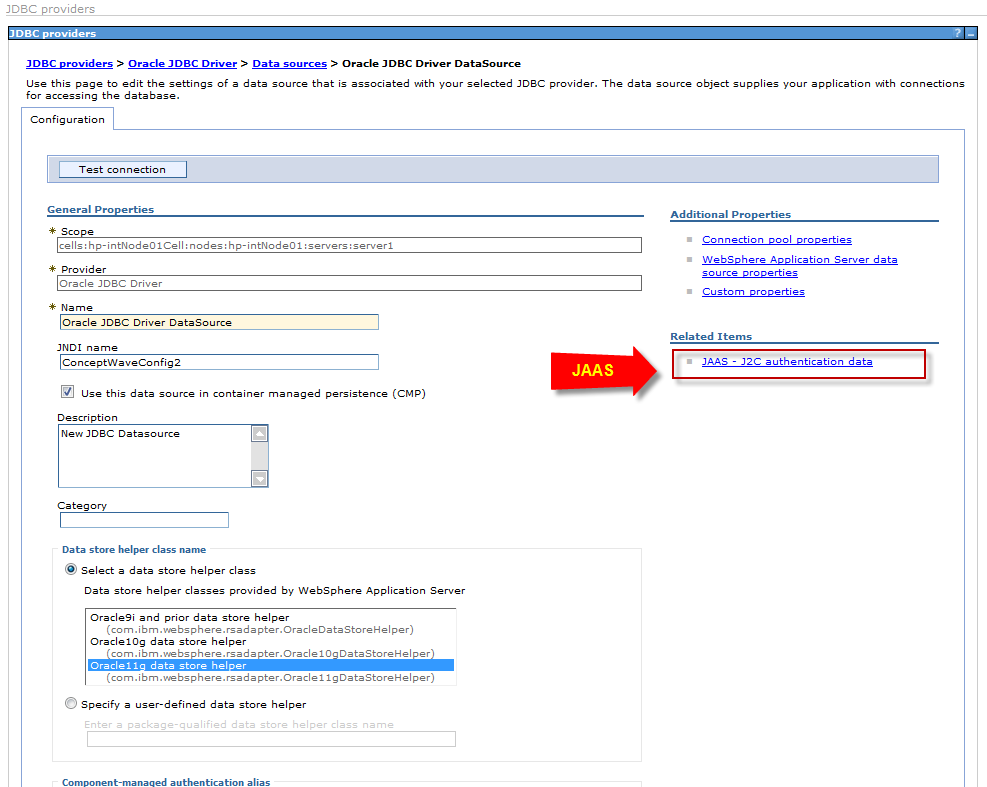 JDBC providers
JDBC providers
?
JDBC providers > Oracle JDBC Driver > Data sources > Oracle JDBC Driver DataSource
Use this page to edit the settings of a data source that is associated with your selected JDBC provider. The data source object supplies your application with connections
for accessing the database.
Configuration
Test connection
General Properties
* Scope
cells:hp-intNode01Cell:nodes:hp-intNode01:servers:server1
* Provider
Oracle JDBC Driver
* Name
Oracle JDBC Driver DataSource
JNDI name
ConceptWaveConfig2
Use this data source in container managed persistence (CMP)
Description
New JDBC Datasource
Category
Data store helper class name
Select a data store helper class
Data store helper classes provided by WebSphere Application Server
Oracle9i and prior data store helper
(com.ibm.websphere.rsadapter.OracleDataStoreHelper)
Oracle10g data store helper
(com.ibm.websphere.rsadapter.Oracle10gDataStoreHelper)
Oracle11g data store helper
(com.ibm.websphere.rsadapter.Oracle11gDataStoreHelper)
Specify a user-defined data store helper
Enter a package-qualified data store helper class name
Component-managed authentication alias
Additional Properties
Connection pool properties
WebSphere Application Server data
source properties
Custom properties
Related Items
JAAS
JAAS - J2C authentication data